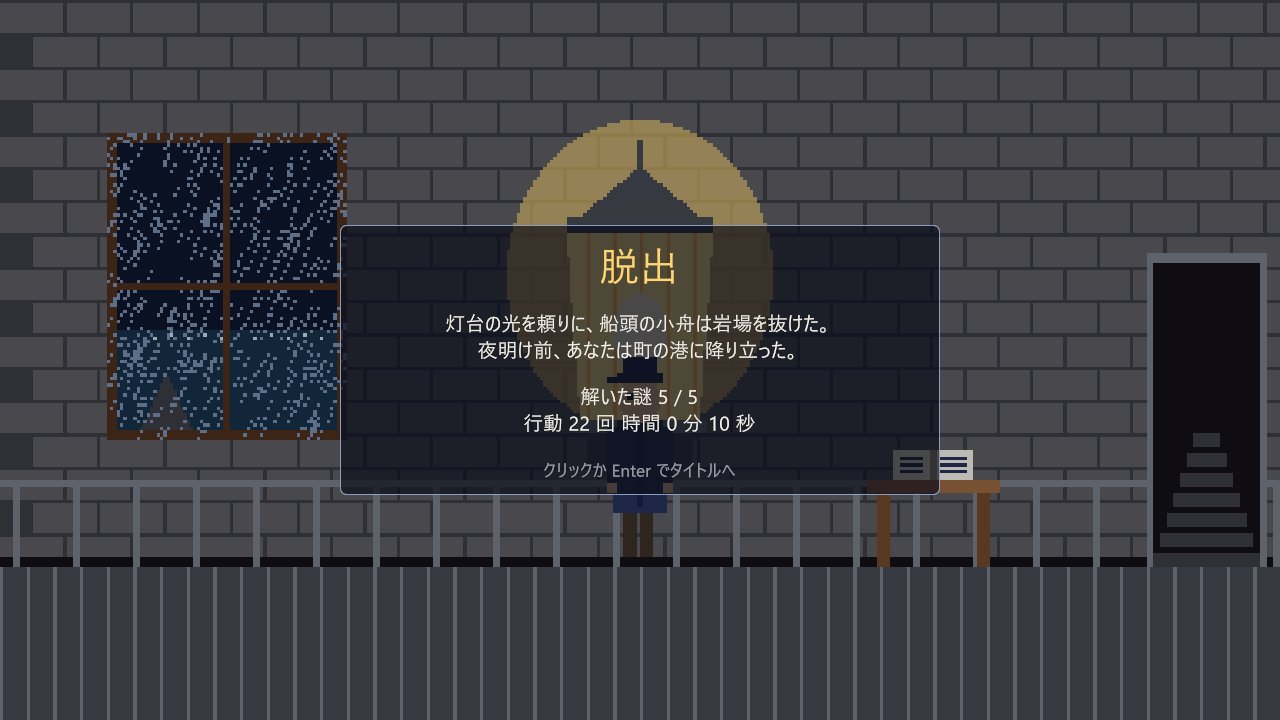 脱出
灯台の光を頼りに、船頭の小舟は岩場を抜けた。
夜明け前、あなたは町の港に降り立った。
解いた謎 5 / 5
行動 22 回 時間 0 分 10 秒
クリックか Enter でタイトルへ